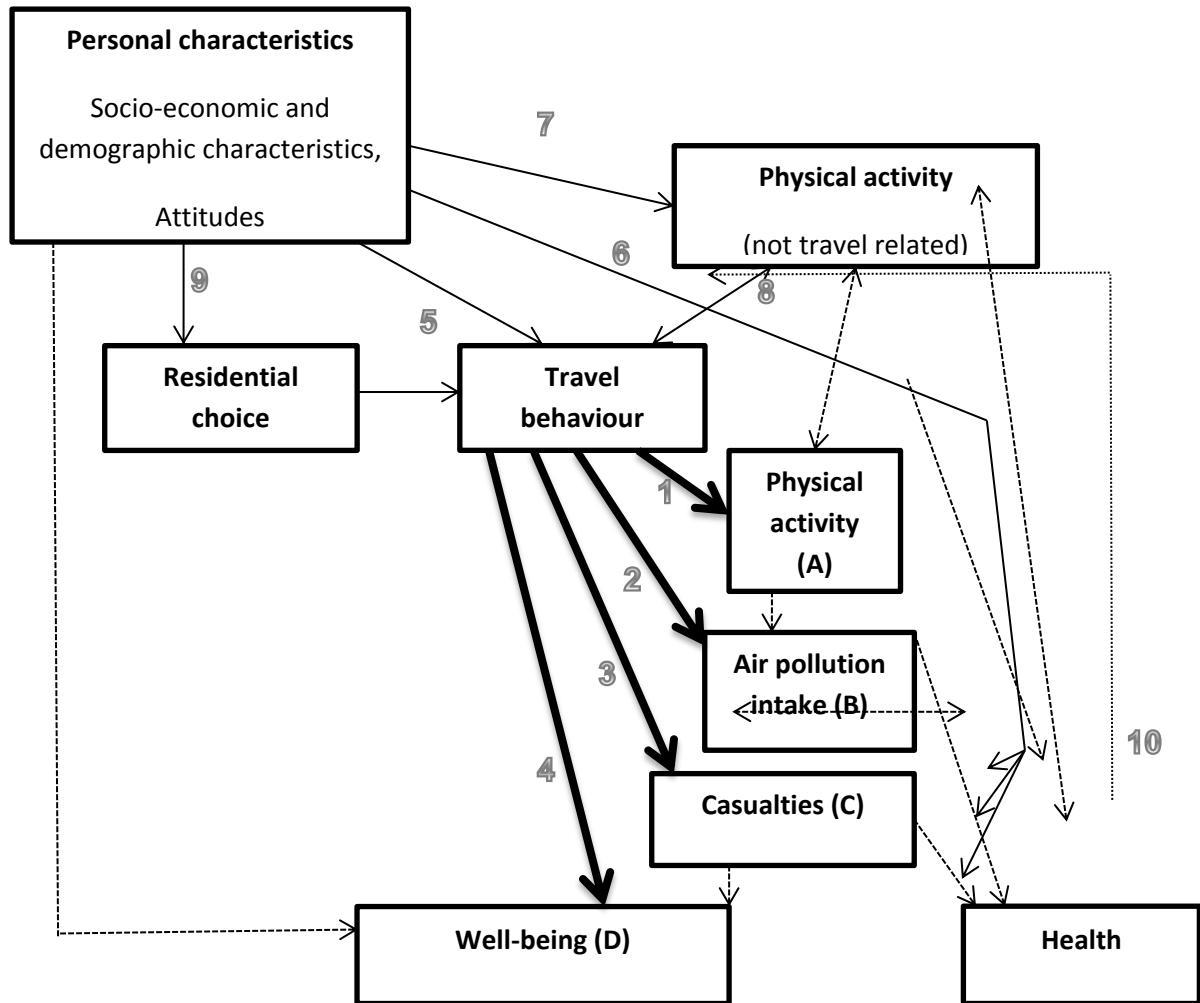 Personal characteristics
Socio-economic and
demographic characteristics,
Attitudes
7
Physical activity
(not travel related)
6
8
9
5
Residential
choice
Travel
behaviour
1
Physical
activity
(A)
2
Air pollution
intake (B)
3
10
4
Casualties (C)
Well-being (D)
Health